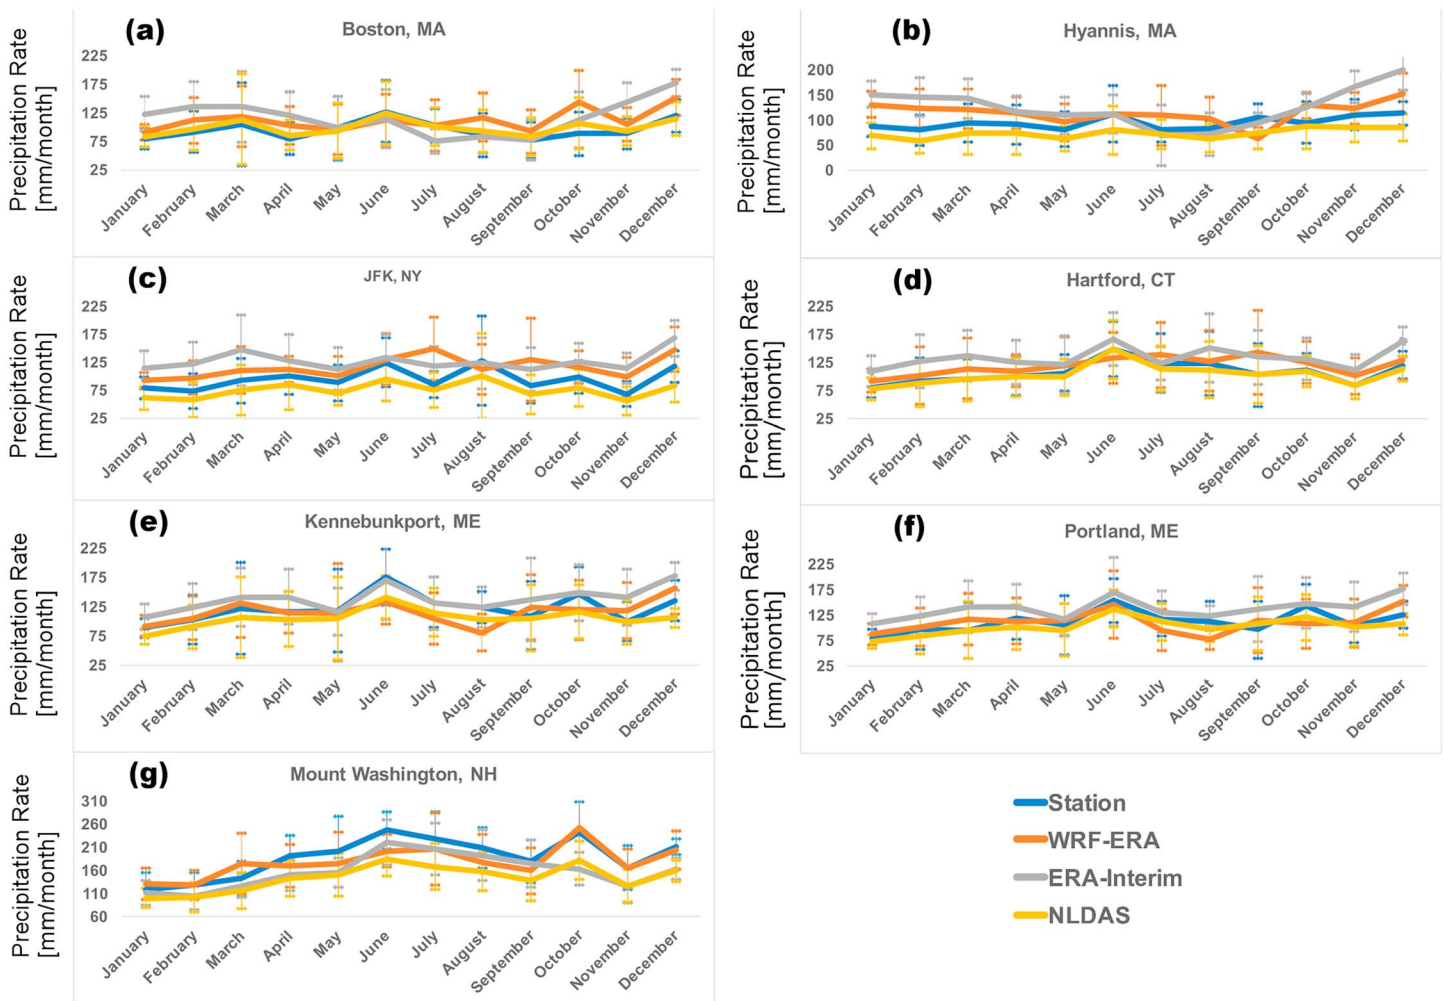 (a) Boston, MA
Precipitation Rate
[mm/month]
225
175
125
75
25
January February March April May June July August September October November December
(b) Hyannis, MA
Precipitation Rate
[mm/month]
200
150
100
50
0
January February March April May June July August September October November December
(c) JFK, NY
Precipitation Rate
[mm/month]
225
175
125
75
25
January February March April May June July August September October November December
(d) Hartford, CT
Precipitation Rate
[mm/month]
225
175
125
75
25
January February March April May June July August September October November December
(e) Kennebunkport, ME
Precipitation Rate
[mm/month]
225
175
125
75
25
January February March April May June July August September October November December
(f) Portland, ME
Precipitation Rate
[mm/month]
225
175
125
75
25
January February March April May June July August September October November December
(g) Mount Washington, NH
Precipitation Rate
[mm/month]
310
260
210
160
110
60
January February March April May June July August September October November December
Station
WRF-ERA
ERA-Interim
NLDAS